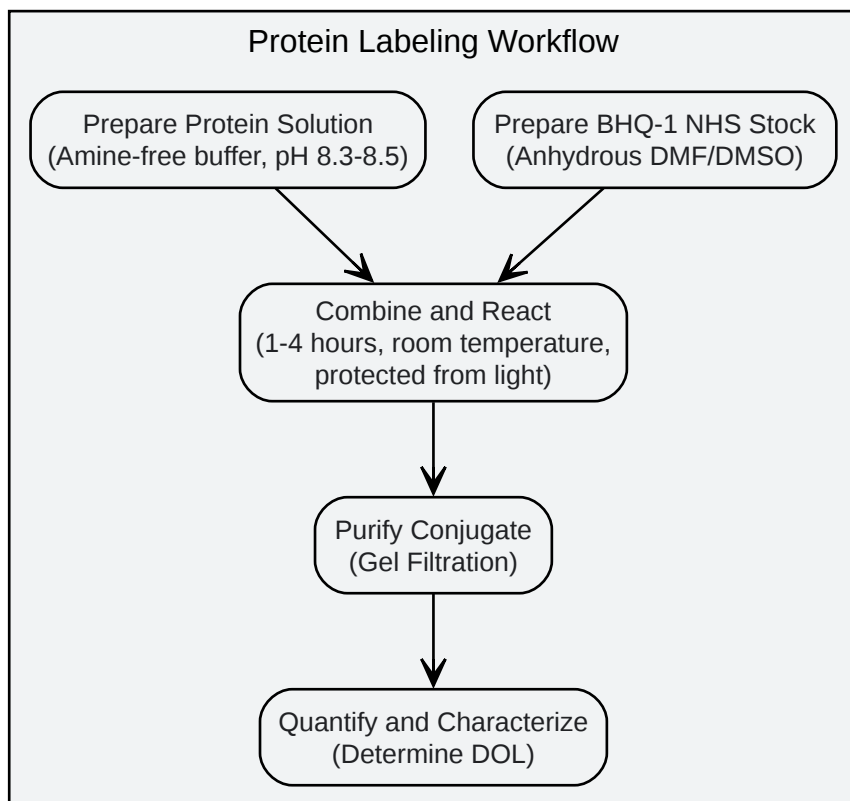 Protein Labeling Workflow
Prepare Protein Solution
(Amine-free buffer, pH 8.3-8.5)
Prepare BHQ-1 NHS Stock
(Anhydrous DMF/DMSO)
Combine and React
(1-4 hours, room temperature,
protected from light)
Purify Conjugate
(Gel Filtration)
Quantify and Characterize
(Determine DOL)